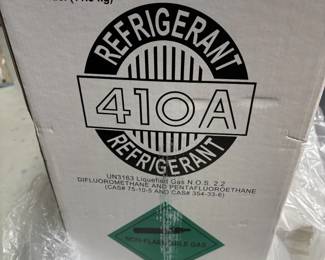 REFRIGERANT
410A
REFRIGERANT
UN3163 Liquefied Gas N.O.S. 2.2
DIFLUOROMETHANE AND PENTAFLUOROETHANE
(CAS# 75-10-5 AND CAS# 354-33-6)
NON-FLAMMABLE GAS